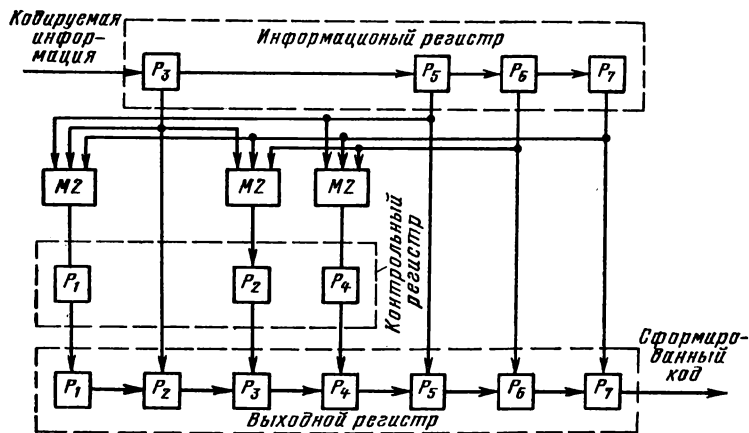 Кодируемая
инфор-
мация
Информационый регистр
P3
P5
P6
P7
M2
M2
M2
Контрольный
регистр
P1
P2
P4
Сформиро-
ванный
код
P1
P2
P3
P4
P5
P6
P7
Выходной регистр